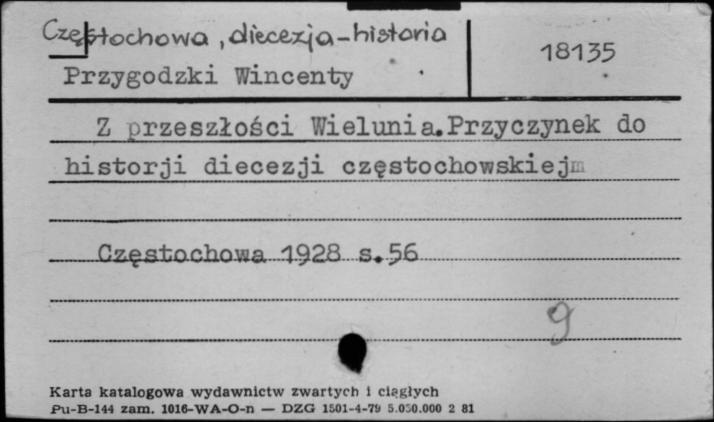 Częstochowa, diecezja-historia
18135
Przygodzki Wincenty
Z przeszłości Wielunia.Przyczynek do
historji diecezji częstochowskiejm
Częstochowa 1928 s.56
9
Karta katalogowa wydawnictw zwartych i ciągłych
Pu-B-144 zam. 1016-WA-O-n — DZG 1501-4-79 5.050.000 2 81